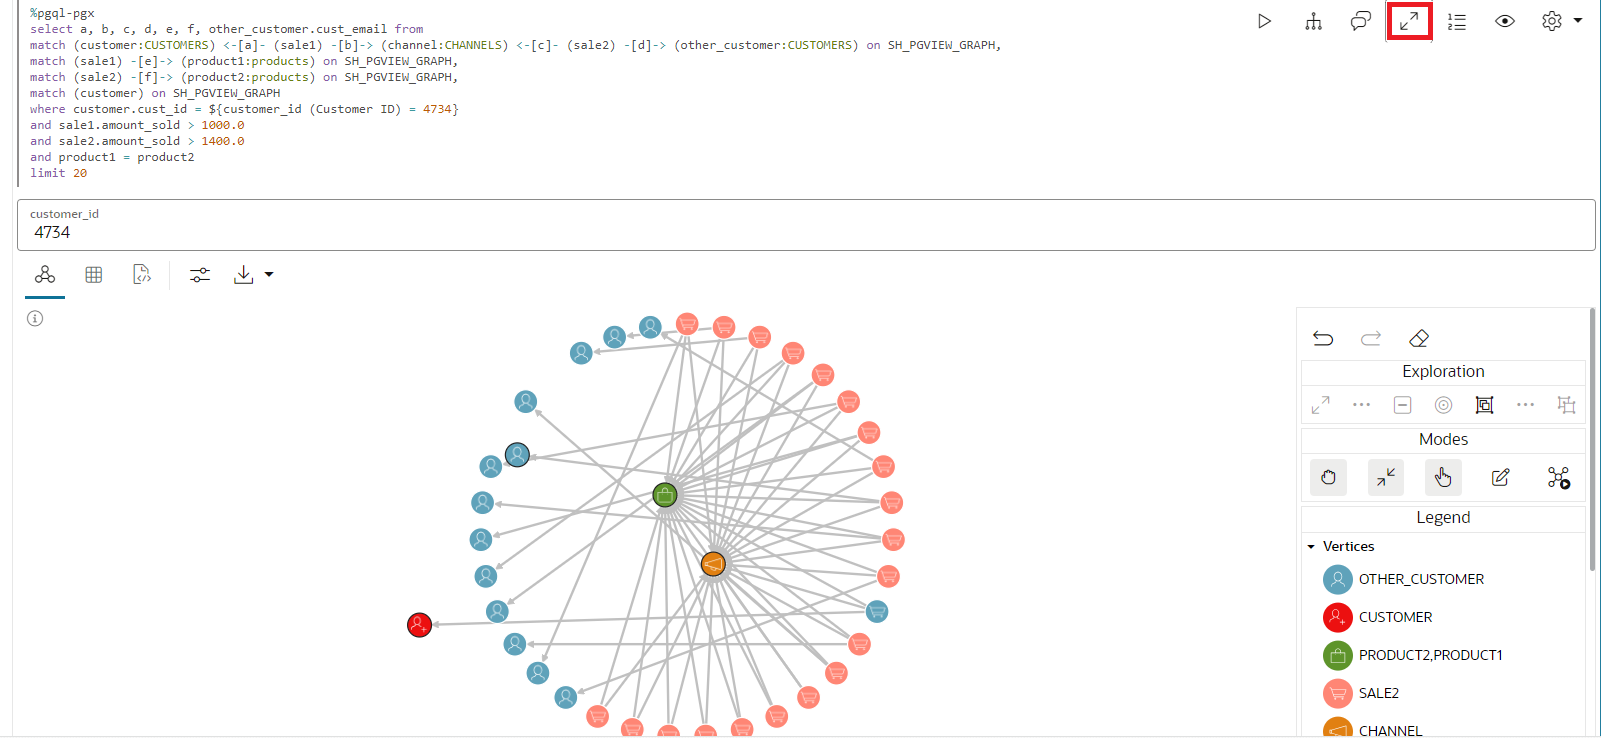 %pgql-pgx
select a, b, c, d, e, f, other_customer.cust_email from
match (customer:CUSTOMERS) <-[a]- (sale1) -[b]-> (channel:CHANNELS) <-[c]- (sale2) -[d]-> (other_customer:CUSTOMERS) on SH_PGVIEW_GRAPH,
match (sale1) -[e]-> (product1:products) on SH_PGVIEW_GRAPH,
match (sale2) -[f]-> (product2:products) on SH_PGVIEW_GRAPH,
match (customer) on SH_PGVIEW_GRAPH
where customer.cust_id = ${customer_id (Customer ID) = 4734}
and sale1.amount_sold > 1000.0
and sale2.amount_sold > 1400.0
and product1 = product2
limit 20
customer_id
4734
Exploration
Modes
Legend
Vertices
OTHER_CUSTOMER
CUSTOMER
PRODUCT2,PRODUCT1
SALE2
CHANNEL